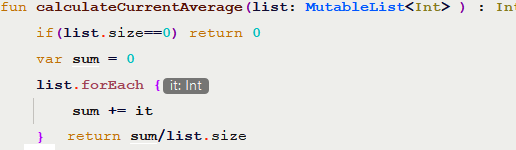 fun calculateCurrentAverage(list: MutableList<Int> ) : Int
if(list.size==0) return 0
var sum = 0
list.forEach { it: Int
sum += it
} return sum/list.size